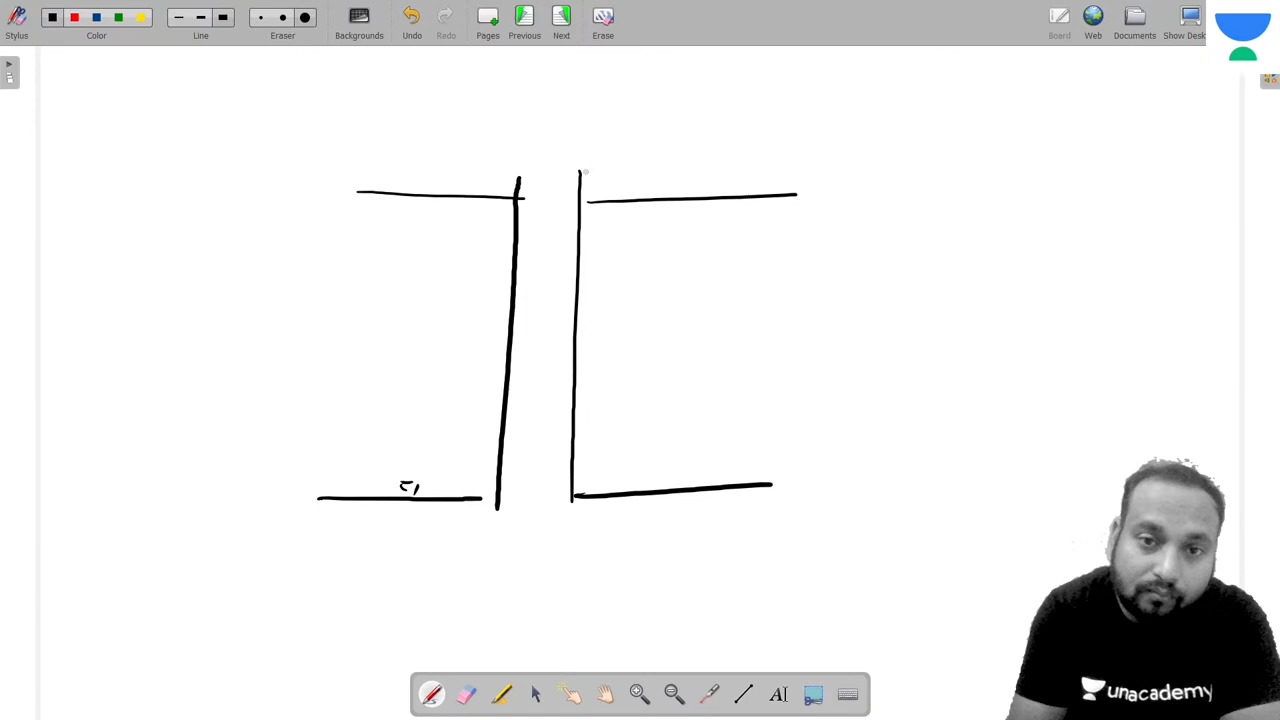 Stylus
Color
Line
Eraser
Backgrounds
Undo
Redo
Pages
Previous
Next
Erase
Board
Web
Documents
Show Desk
unacademy